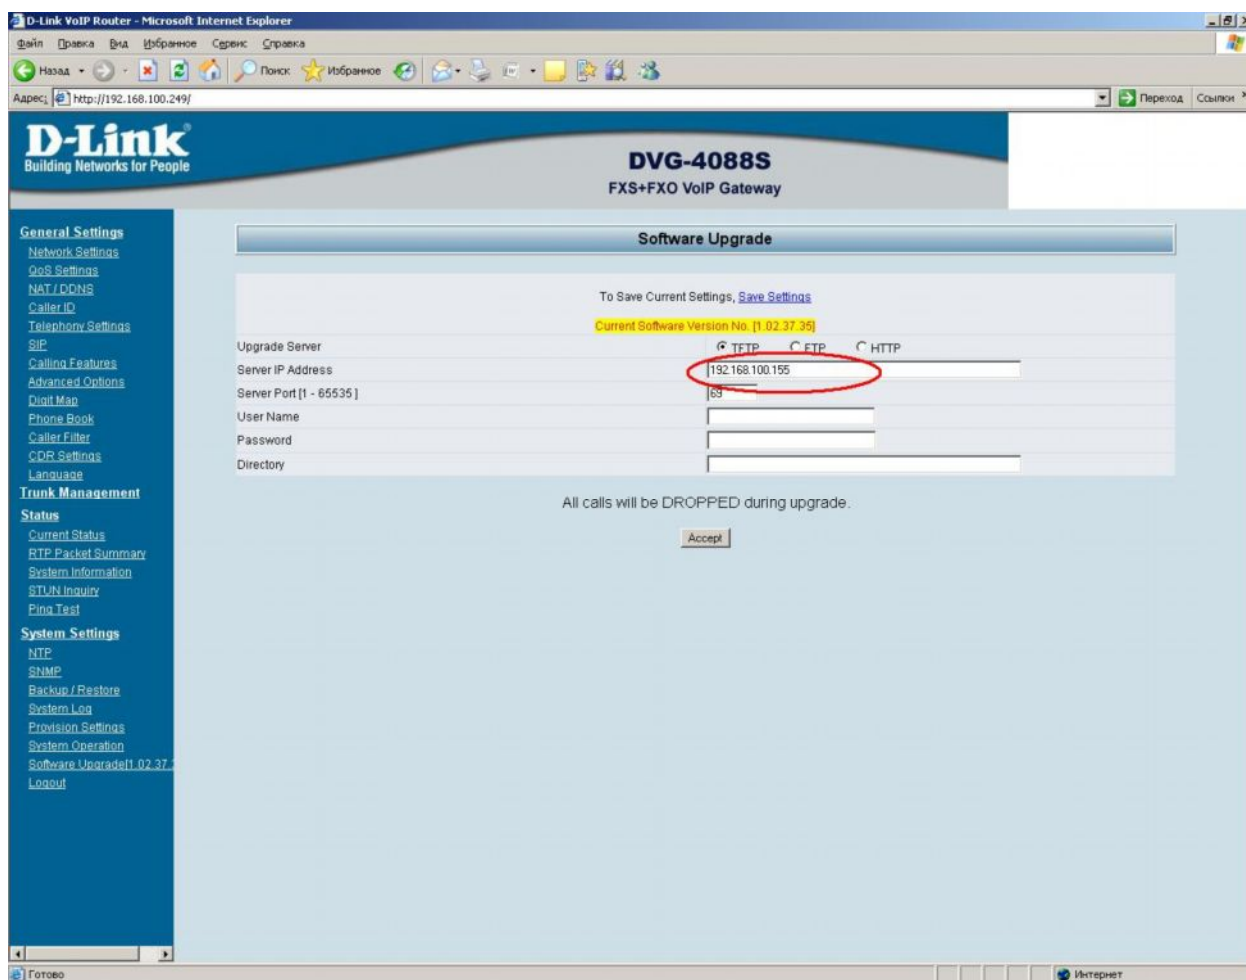 D-Link VoIP Router - Microsoft Internet Explorer
Файл Правка Вид Избранное Сервис Справка
Назад Поиск Избранное
Адрес: http://192.168.100.249/ Переход Ссылки
D-Link®
Building Networks for People
DVG-4088S
FXS+FXO VoIP Gateway
General Settings
Network Settings
QoS Settings
NAT / DDNS
Caller ID
Telephony Settings
SIP
Calling Features
Advanced Options
Digit Map
Phone Book
Caller Filter
CDR Settings
Language
Trunk Management
Status
Current Status
RTP Packet Summary
System Information
STUN Inquiry
Ping Test
System Settings
NTP
SNMP
Backup / Restore
System Log
Provision Settings
System Operation
Software Upgrade[1.02.37.
Logout
Software Upgrade
To Save Current Settings, Save Settings
Current Software Version No. [1.02.37.35]
Upgrade Server TFTP FTP HTTP
Server IP Address 192.168.100.155
Server Port [1 - 65535 ] 69
User Name
Password
Directory
All calls will be DROPPED during upgrade.
Accept
Готово Интернет